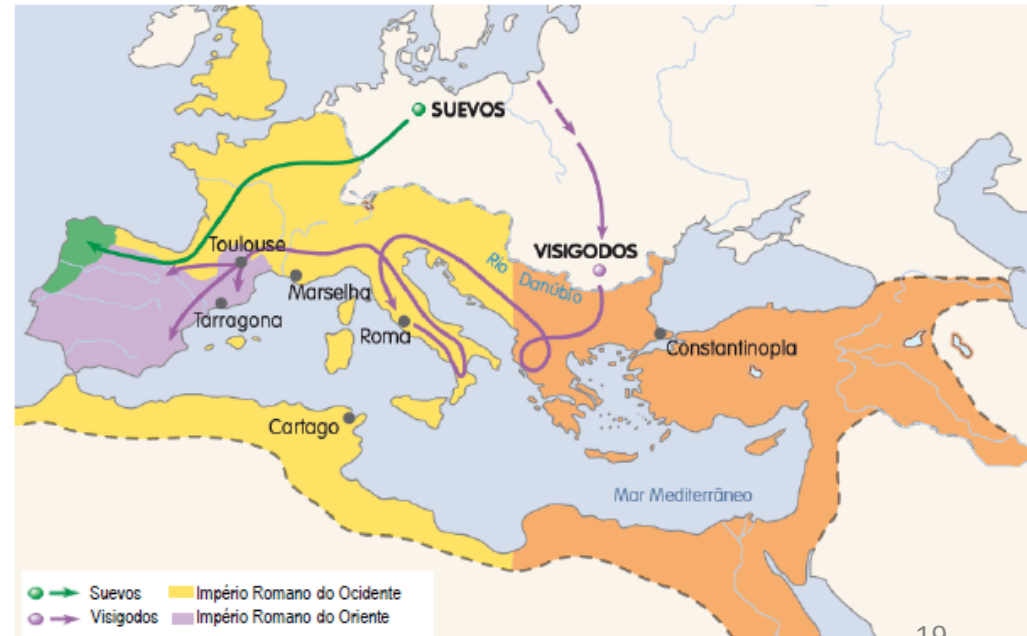 SUEVOS
VISIGODOS
Rio Danúbio
Toulouse
Marselha
Tarragona
Roma
Constantinopla
Cartago
Mar Mediterrâneo
Suevos
Império Romano do Ocidente
Visigodos
Império Romano do Oriente
19